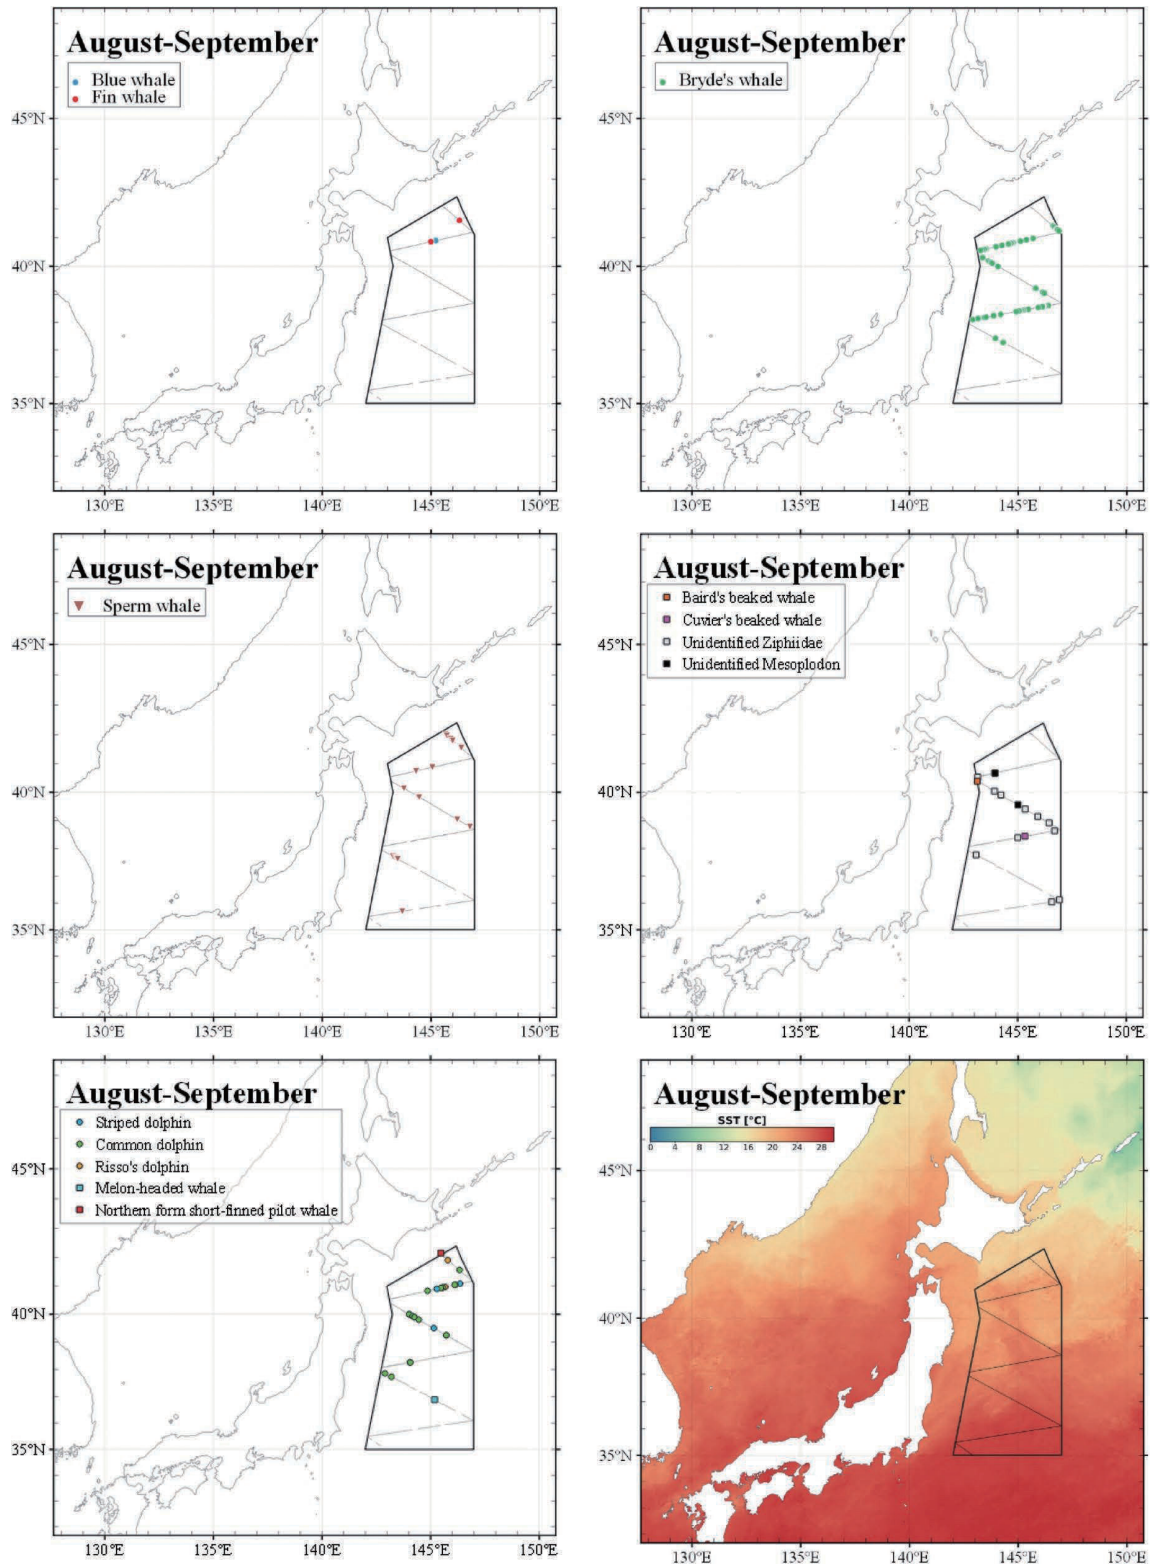 August-September
Blue whale
Fin whale
45°N
40°N
35°N
130°E 135°E 140°E 145°E 150°E
August-September
Bryde's whale
45°N
40°N
35°N
130°E 135°E 140°E 145°E 150°E
August-September
Sperm whale
45°N
40°N
35°N
130°E 135°E 140°E 145°E 150°E
August-September
Baird's beaked whale
Cuvier's beaked whale
Unidentified Ziphiidae
Unidentified Mesoplodon
45°N
40°N
35°N
130°E 135°E 140°E 145°E 150°E
August-September
Striped dolphin
Common dolphin
Risso's dolphin
Melon-headed whale
Northern form short-finned pilot whale
45°N
40°N
35°N
130°E 135°E 140°E 145°E 150°E
August-September
SST [°C]
0 4 8 12 16 20 24 28
45°N
40°N
35°N
130°E 135°E 140°E 145°E 150°E